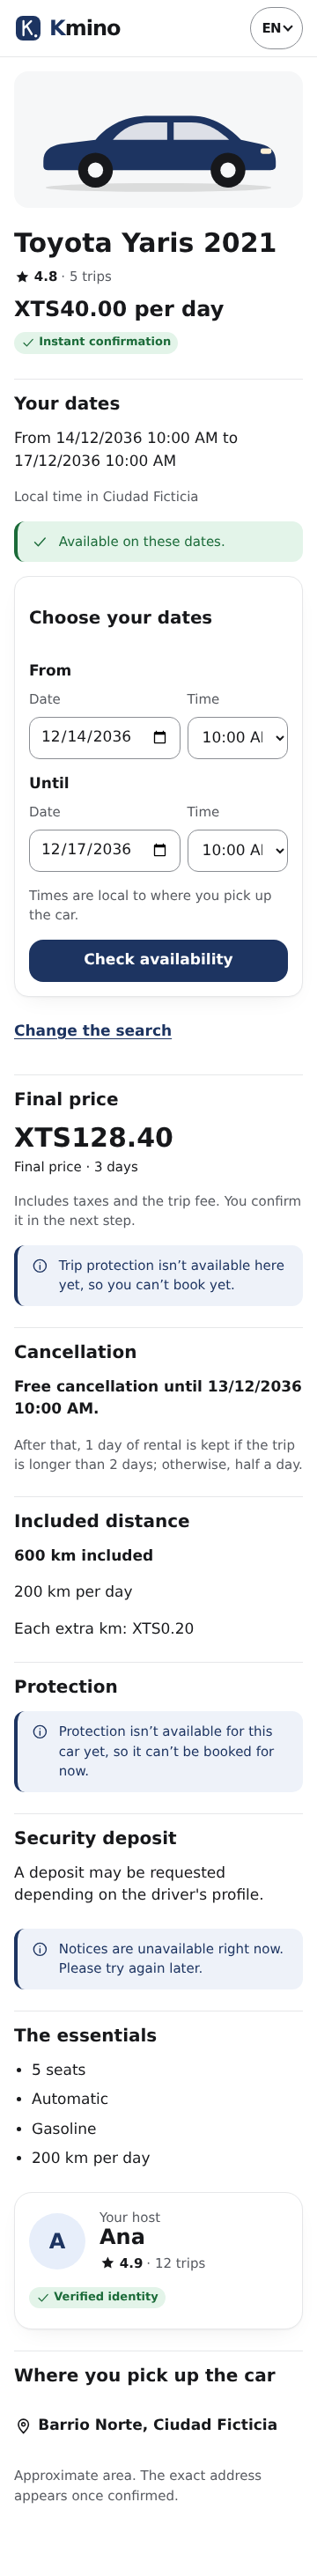 K Kmino
EN
Toyota Yaris 2021
★ 4.8 · 5 trips
XTS40.00 per day
Instant confirmation
Your dates
From 14/12/2036 10:00 AM to
17/12/2036 10:00 AM
Local time in Ciudad Ficticia
Available on these dates.
Choose your dates
From
Date Time
12/14/2036 10:00 AM
Until
Date Time
12/17/2036 10:00 AM
Times are local to where you pick up
the car.
Check availability
Change the search
Final price
XTS128.40
Final price · 3 days
Includes taxes and the trip fee. You confirm
it in the next step.
Trip protection isn’t available here
yet, so you can’t book yet.
Cancellation
Free cancellation until 13/12/2036
10:00 AM.
After that, 1 day of rental is kept if the trip
is longer than 2 days; otherwise, half a day.
Included distance
600 km included
200 km per day
Each extra km: XTS0.20
Protection
Protection isn’t available for this
car yet, so it can’t be booked for
now.
Security deposit
A deposit may be requested
depending on the driver's profile.
Notices are unavailable right now.
Please try again later.
The essentials
• 5 seats
• Automatic
• Gasoline
• 200 km per day
A
Your host
Ana
★ 4.9 · 12 trips
Verified identity
Where you pick up the car
Barrio Norte, Ciudad Ficticia
Approximate area. The exact address
appears once confirmed.